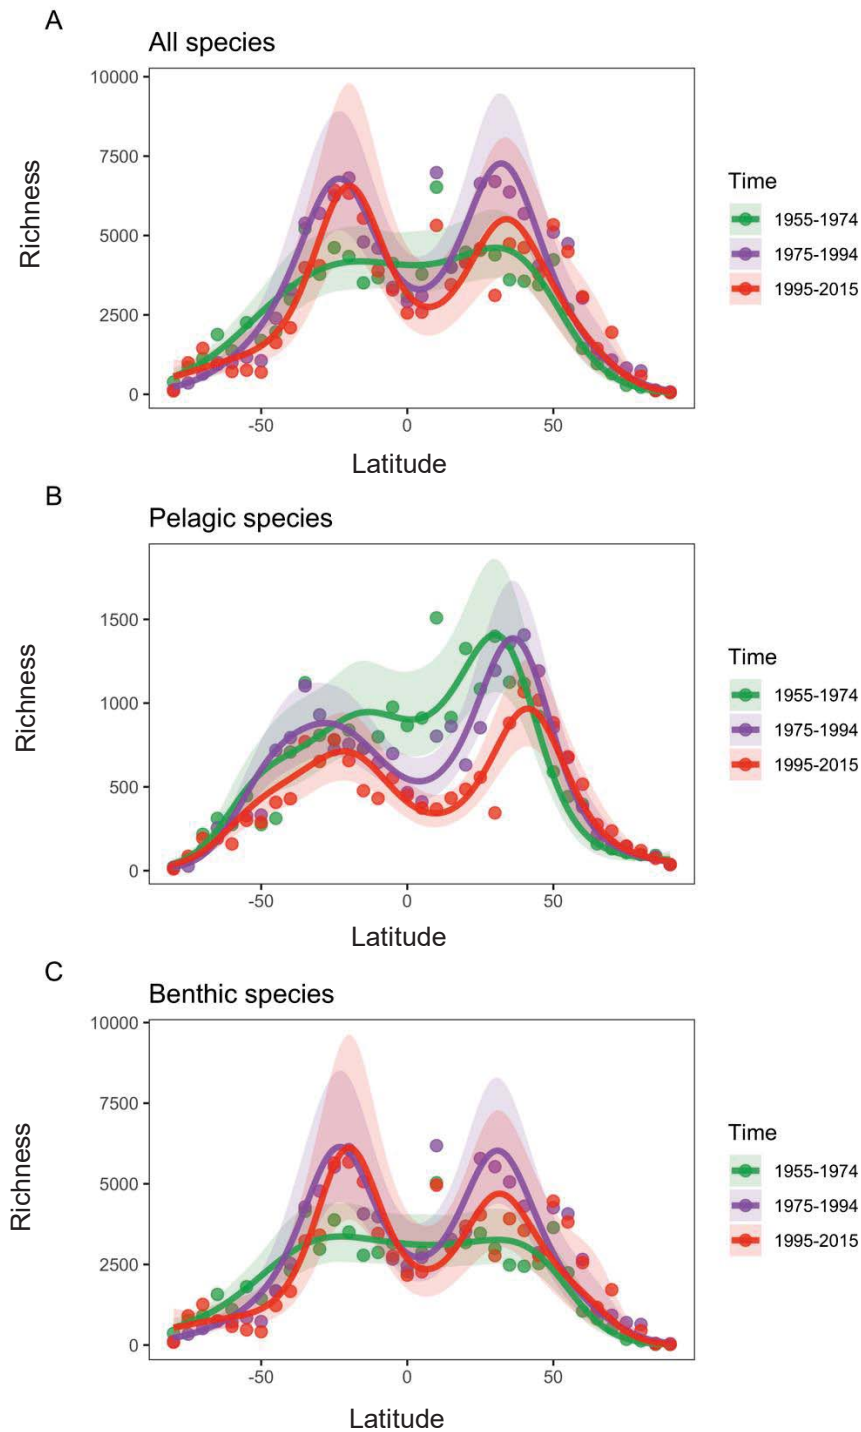 A
All species
10000
7500
5000
2500
0
Richness
-50
0
50
Latitude
Time
1955-1974
1975-1994
1995-2015
B
Pelagic species
1500
1000
500
0
Richness
-50
0
50
Latitude
Time
1955-1974
1975-1994
1995-2015
C
Benthic species
10000
7500
5000
2500
0
Richness
-50
0
50
Latitude
Time
1955-1974
1975-1994
1995-2015